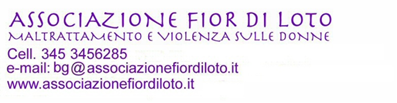 ASSOCIAZIONE FIOR DI LOTO
MALTRATTAMENTO E VIOLENZA SULLE DONNE
Cell. 345 3456285
e-mail: bg@associazionefiordiloto.it
www.associazionefiordiloto.it